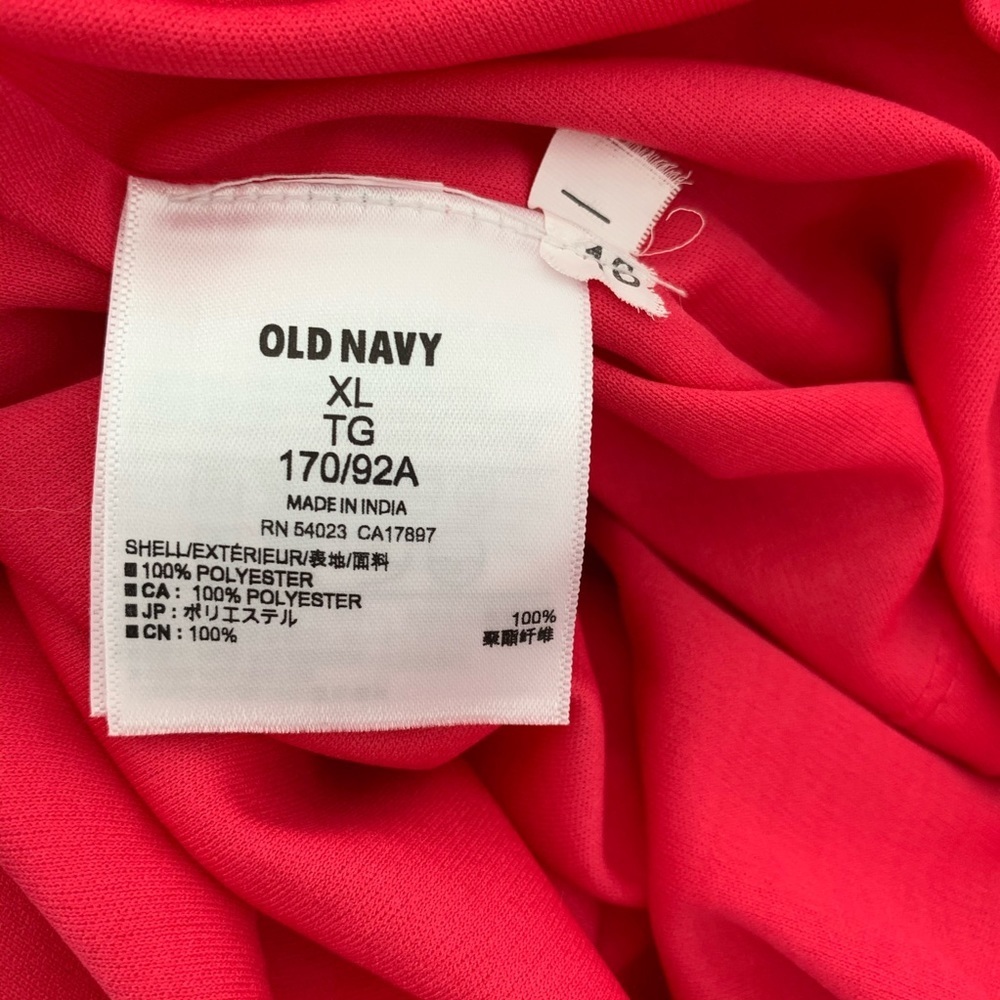 OLD NAVY
XL
TG
170/92A
MADE IN INDIA
RN 54023 CA17897
SHELL/EXTÉRIEUR/表地/面料
100% POLYESTER
CA: 100% POLYESTER
JP: ポリエステル 100%
CN: 100% 聚酯纤维